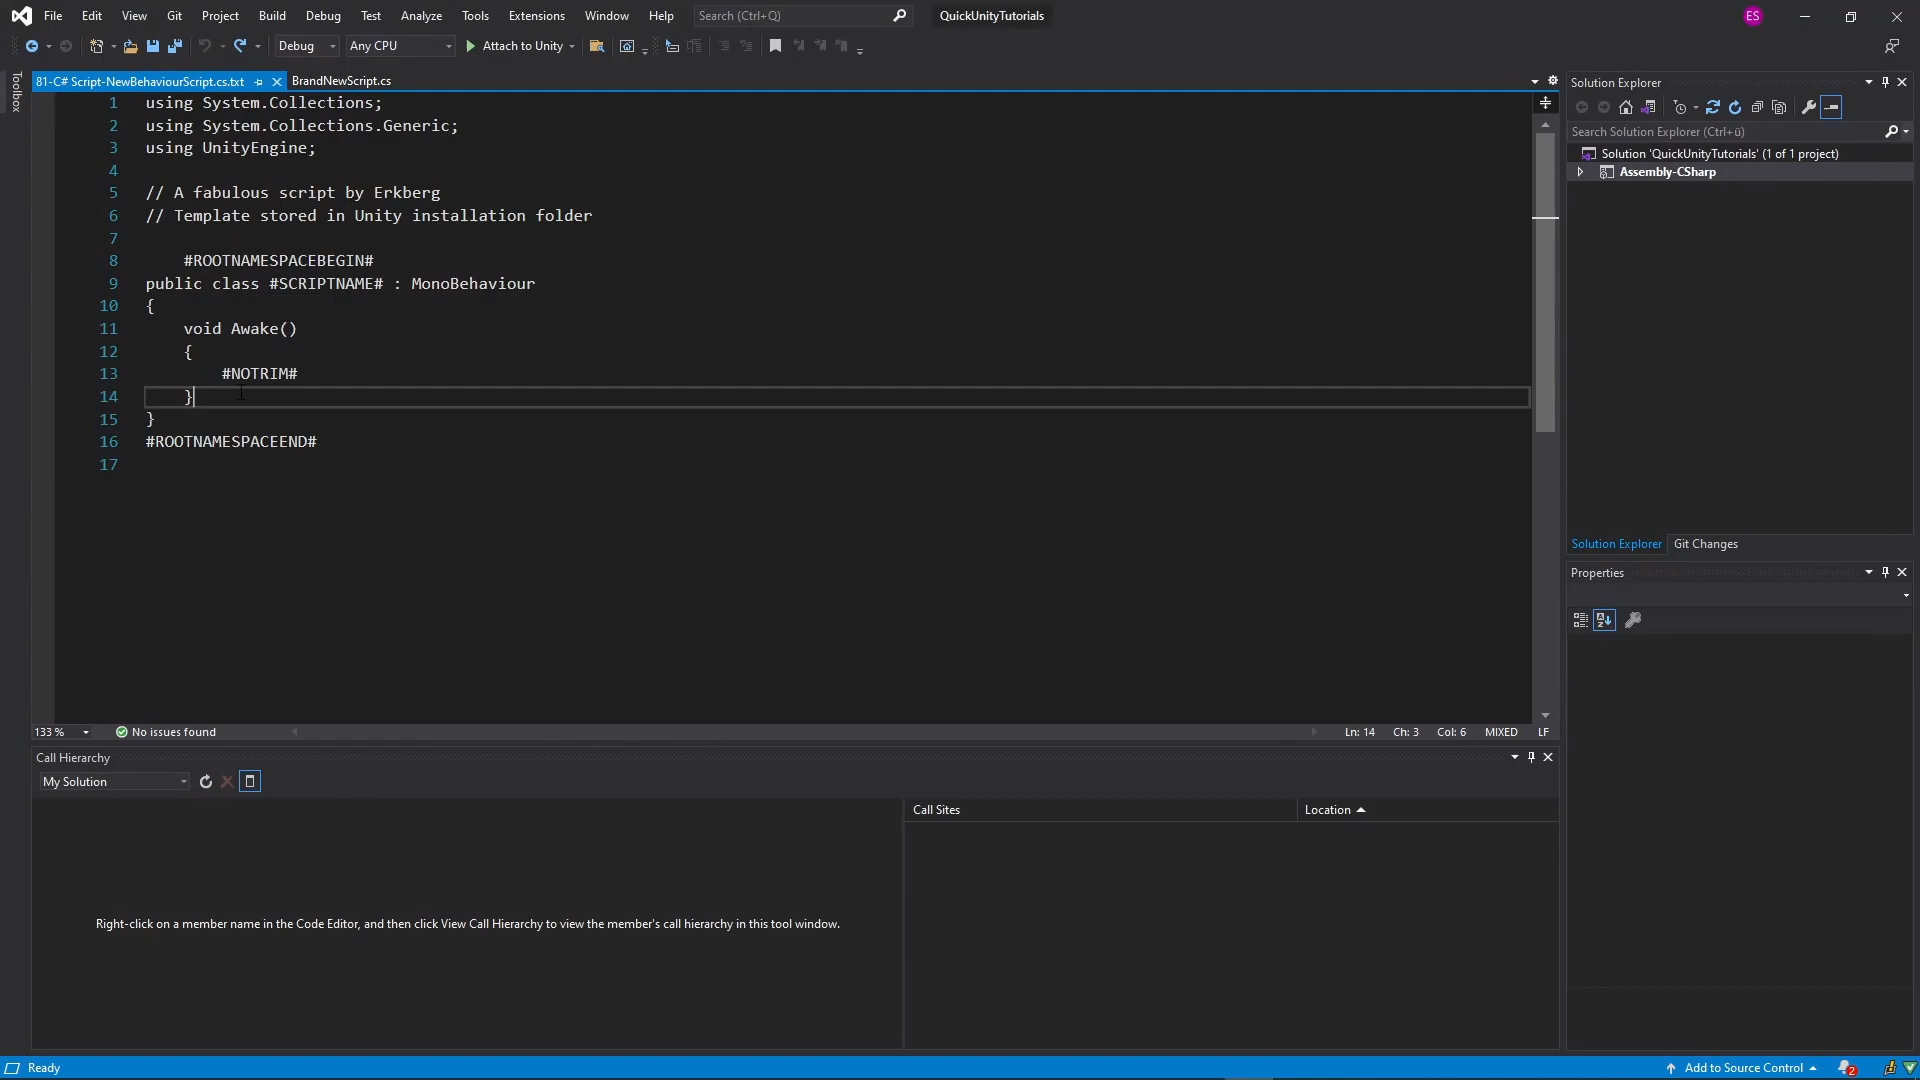 File Edit View Git Project Build Debug Test Analyze Tools Extensions Window Help Search (Ctrl+Q) QuickUnityTutorials ES
Debug Any CPU Attach to Unity
Toolbox
81-C# Script-NewBehaviourScript.cs.txt BrandNewScript.cs
1 using System.Collections;
2 using System.Collections.Generic;
3 using UnityEngine;
4
5 // A fabulous script by Erkberg
6 // Template stored in Unity installation folder
7
8 #ROOTNAMESPACEBEGIN#
9 public class #SCRIPTNAME# : MonoBehaviour
10 {
11 void Awake()
12 {
13 #NOTRIM#
14 }
15 }
16 #ROOTNAMESPACEEND#
17
133 % No issues found Ln: 14 Ch: 3 Col: 6 MIXED LF
Call Hierarchy
My Solution
Call Sites Location
Right-click on a member name in the Code Editor, and then click View Call Hierarchy to view the member's call hierarchy in this tool window.
Solution Explorer
Search Solution Explorer (Ctrl+ü)
Solution 'QuickUnityTutorials' (1 of 1 project)
Assembly-CSharp
Solution Explorer Git Changes
Properties
Ready Add to Source Control 2